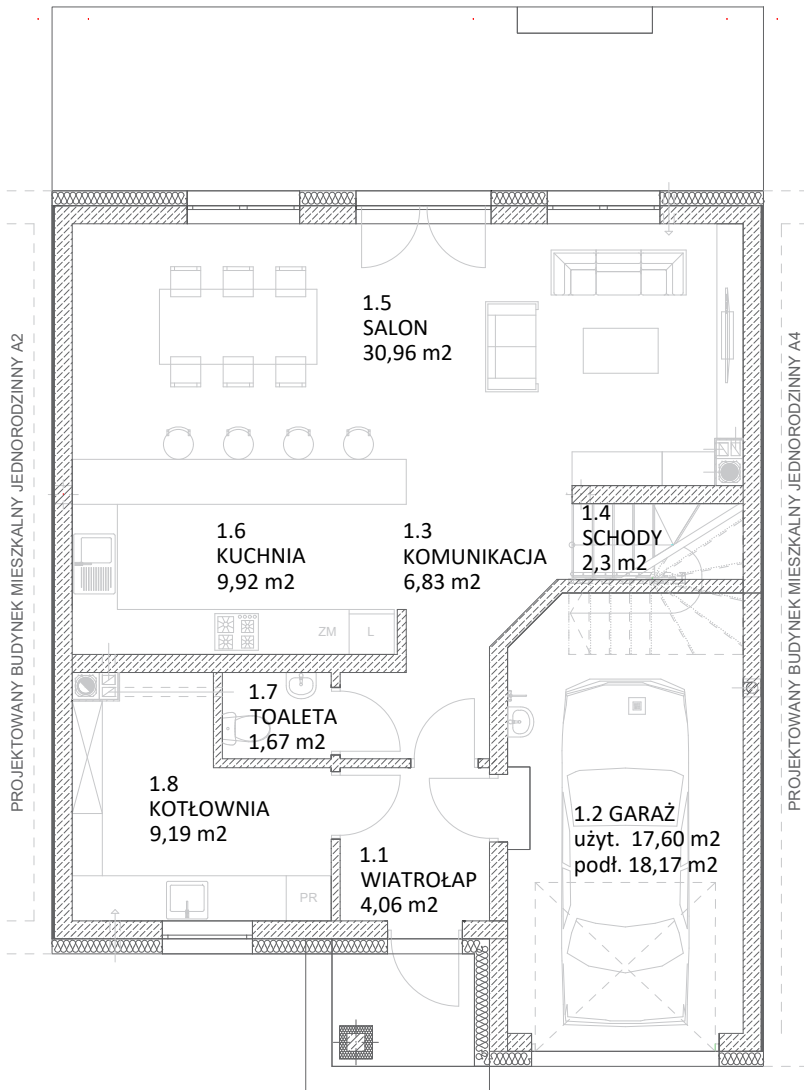 1.5
SALON
30,96 m2
1.6
KUCHNIA
9,92 m2
1.3
KOMUNIKACJA
6,83 m2
1.4
SCHODY
2,3 m2
ZM
L
1.7
TOALETA
1,67 m2
1.8
KOTŁOWNIA
9,19 m2
1.1
WIATROŁAP
4,06 m2
1.2 GARAŻ
użyt. 17,60 m2
podł. 18,17 m2
PR
PROJEKTOWANY BUDYNEK MIESZKALNY JEDNORODZINNY A2
PROJEKTOWANY BUDYNEK MIESZKALNY JEDNORODZINNY A4